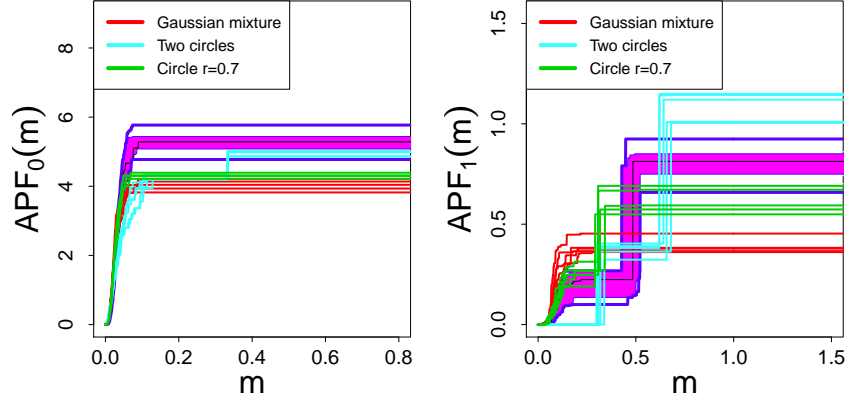 Gaussian mixture
Two circles
Circle r=0.7
APF0(m)
0 2 4 6 8
0.0 0.2 0.4 0.6 0.8
m
Gaussian mixture
Two circles
Circle r=0.7
APF1(m)
0.0 0.5 1.0 1.5
0.0 0.5 1.0 1.5
m